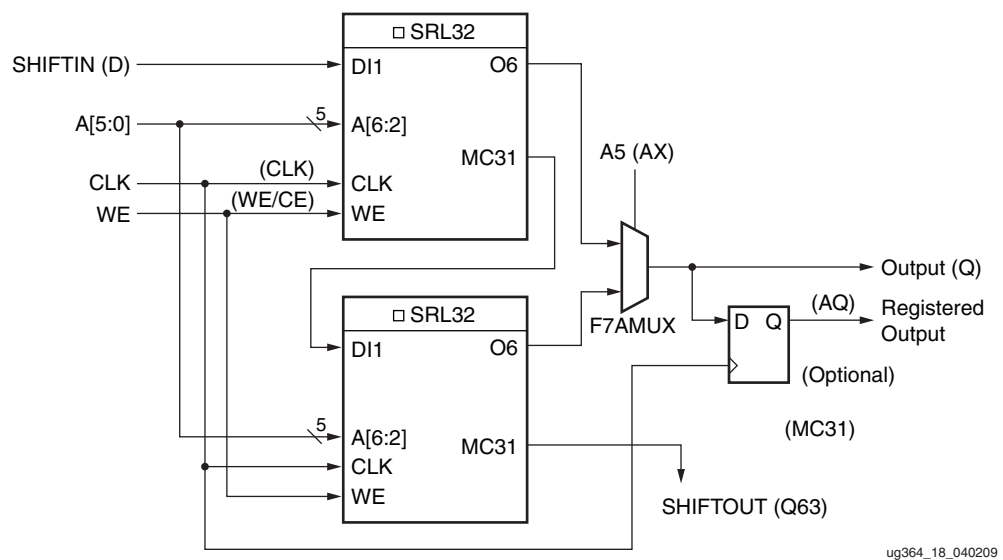 □ SRL32
SHIFTIN (D)
DI1
O6
A[5:0]
5
A[6:2]
MC31
A5 (AX)
CLK
(CLK)
CLK
WE
(WE/CE)
WE
Output (Q)
F7AMUX
□ SRL32
DI1
O6
D Q
(AQ)
Registered
Output
(Optional)
5
A[6:2]
MC31
(MC31)
CLK
WE
SHIFTOUT (Q63)
ug364_18_040209